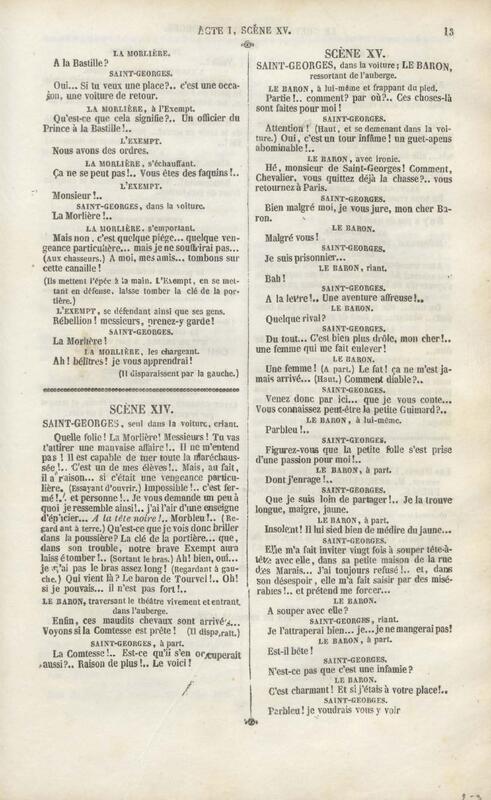 ACTE I, SCÈNE XV.
13
LA MORLIÈRE.
A la Bastille?
SAINT-GEORGES.
Oui... Si tu veux une place?.. c'est une occa-
sion, une voiture de retour.
LA MORLIÈRE, à l'Exempt.
Qu'est-ce que cela signifie?.. Un officier du
Prince à la Bastille!..
L'EXEMPT.
Nous avons des ordres.
LA MORLIÈRE, s'échauffant.
Ça ne se peut pas!.. Vous êtes des faquins!..
L'EXEMPT.
Monsieur!..
SAINT-GEORGES, dans la voiture.
La Morlière!..
LA MORLIÈRE, s'emportant.
Mais non, c'est quelque piége... quelque ven-
geance particulière... mais je ne souffrirai pas...
(Aux chasseurs.) A moi, mes amis... tombons sur
cette canaille!
(Ils mettent l'épée à la main. L'Exempt, en se met-
tant en défense, laisse tomber la clé de la por-
tière.)
L'EXEMPT, se défendant ainsi que ses gens.
Rébellion! messieurs, prenez-y garde!
SAINT-GEORGES.
La Morlière!
LA MORLIÈRE, les chargeant.
Ah! bélîtres! je vous apprendrai!
(Il disparaissent par la gauche.)
SCÈNE XIV.
SAINT-GEORGES, seul dans la voiture, criant.
Quelle folie! La Morlière! Messieurs! Tu vas
t'attirer une mauvaise affaire!.. Il ne m'entend
pas! Il est capable de tuer toute la maréchaus-
sée!.. C'est un de mes élèves!.. Mais, au fait,
il a raison... si c'était une vengeance particu-
lière. (Essayant d'ouvrir.) Impossible!.. c'est fer-
mé!.. et personne!.. Je vous demande un peu à
quoi je ressemble ainsi!.. j'ai l'air d'une enseigne
d'épicier... A la tête noire!.. Morbleu!.. (Re-
gardant à terre.) Qu'est-ce que je vois donc briller
dans la poussière? La clé de la portière... que,
dans son trouble, notre brave Exempt aura
laissé tomber!.. (Sortant le bras.) Ah! bien, oui...
je n'ai pas le bras assez long! (Regardant à gau-
che.) Qui vient là? Le baron de Tourvel!.. Oh!
si je pouvais... il n'est pas fort!..
LE BARON, traversant le théâtre vivement et entrant
dans l'auberge.
Enfin, ces maudits chevaux sont arrivés...
Voyons si la Comtesse est prête! (Il disparaît.)
SAINT-GEORGES, à part.
La Comtesse!.. Est-ce qu'il s'en occuperait
aussi?.. Raison de plus!.. Le voici!
SCÈNE XV.
SAINT-GEORGES, dans la voiture; LE BARON,
ressortant de l'auberge.
LE BARON, à lui-même et frappant du pied.
Partie!.. comment? par où?.. Ces choses-là
sont faites pour moi!
SAINT-GEORGES.
Attention! (Haut, et se demenant dans la voi-
ture.) Oui, c'est un tour infâme! un guet-apens
abominable!..
LE BARON, avec ironie.
Hé, monsieur de Saint-Georges! Comment,
Chevalier, vous quittez déjà la chasse?.. vous
retournez à Paris.
SAINT-GEORGES.
Bien malgré moi, je vous jure, mon cher Ba-
ron.
LE BARON.
Malgré vous!
SAINT-GEORGES.
Je suis prisonnier...
LE BARON, riant.
Bah!
SAINT-GEORGES.
A la lettre!.. Une aventure affreuse!..
LE BARON.
Quelque rival?
SAINT-GEORGES.
Du tout... C'est bien plus drôle, mon cher!..
une femme qui me fait enlever!
LE BARON.
Une femme! (A part.) Le fat! ça ne m'est ja-
mais arrivé... (Haut.) Comment diable?..
SAINT-GEORGES.
Venez donc par ici... que je vous conte...
Vous connaissez peut-être la petite Guimard?..
LE BARON, à lui-même.
Parbleu!..
SAINT-GEORGES.
Figurez-vous que la petite folle s'est prise
d'une passion pour moi!..
LE BARON, à part.
Dont j'enrage!..
SAINT-GEORGES.
Que je suis loin de partager!.. Je la trouve
longue, maigre, jaune.
LE BARON, à part.
Insolent! Il lui sied bien de médire du jaune...
SAINT-GEORGES.
Elle m'a fait inviter vingt fois à souper tête-à-
tête avec elle, dans sa petite maison de la rue
des Marais... J'ai toujours refusé!.. et, dans
son désespoir, elle m'a fait saisir par des misé-
rables!.. et prétend me forcer...
LE BARON.
A souper avec elle?
SAINT-GEORGES, riant.
Je l'attraperai bien... je... je ne mangerai pas!
LE BARON, à part.
Est-il bête!
SAINT-GEORGES.
N'est-ce pas que c'est une infamie?
LE BARON.
C'est charmant! Et si j'étais à votre place!..
SAINT-GEORGES.
Parbleu! je voudrais vous y voir